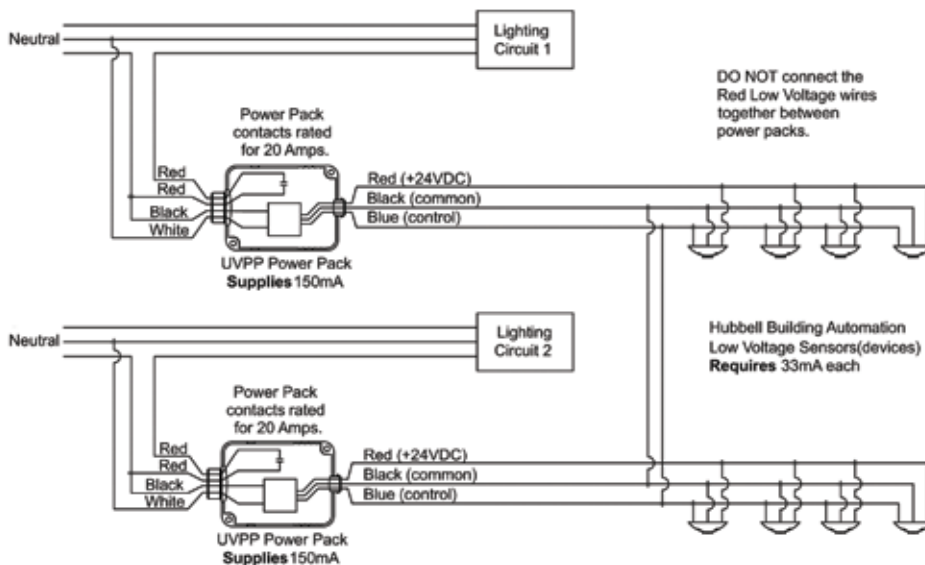 Neutral
Lighting
Circuit 1
DO NOT connect the
Red Low Voltage wires
together between
power packs.
Power Pack
contacts rated
for 20 Amps.
Red
Red
Black
White
Red (+24VDC)
Black (common)
Blue (control)
UVPP Power Pack
Supplies 150mA
Neutral
Lighting
Circuit 2
Hubbell Building Automation
Low Voltage Sensors(devices)
Requires 33mA each
Power Pack
contacts rated
for 20 Amps.
Red
Red
Black
White
Red (+24VDC)
Black (common)
Blue (control)
UVPP Power Pack
Supplies 150mA